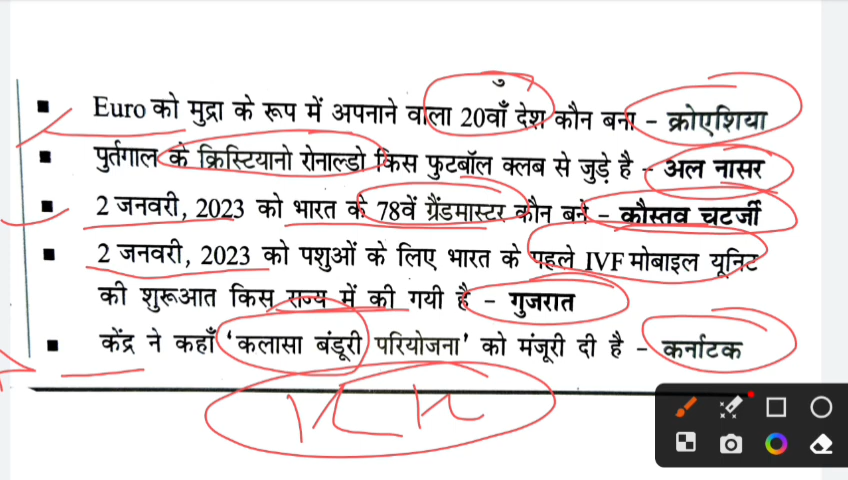 ▪ Euro को मुद्रा के रूप में अपनाने वाला 20वाँ देश कौन बना – क्रोएशिया
▪ पुर्तगाल के क्रिस्टियानो रोनाल्डो किस फुटबॉल क्लब से जुड़े है – अल नासर
▪ 2 जनवरी, 2023 को भारत के 78वें ग्रैंडमास्टर कौन बने – कौस्तव चटर्जी
▪ 2 जनवरी, 2023 को पशुओं के लिए भारत के पहले IVF मोबाइल यूनिट
की शुरूआत किस राज्य में की गयी है – गुजरात
▪ केंद्र ने कहाँ ‘कलासा बंडूरी परियोजना’ को मंजूरी दी है – कर्नाटक
KK